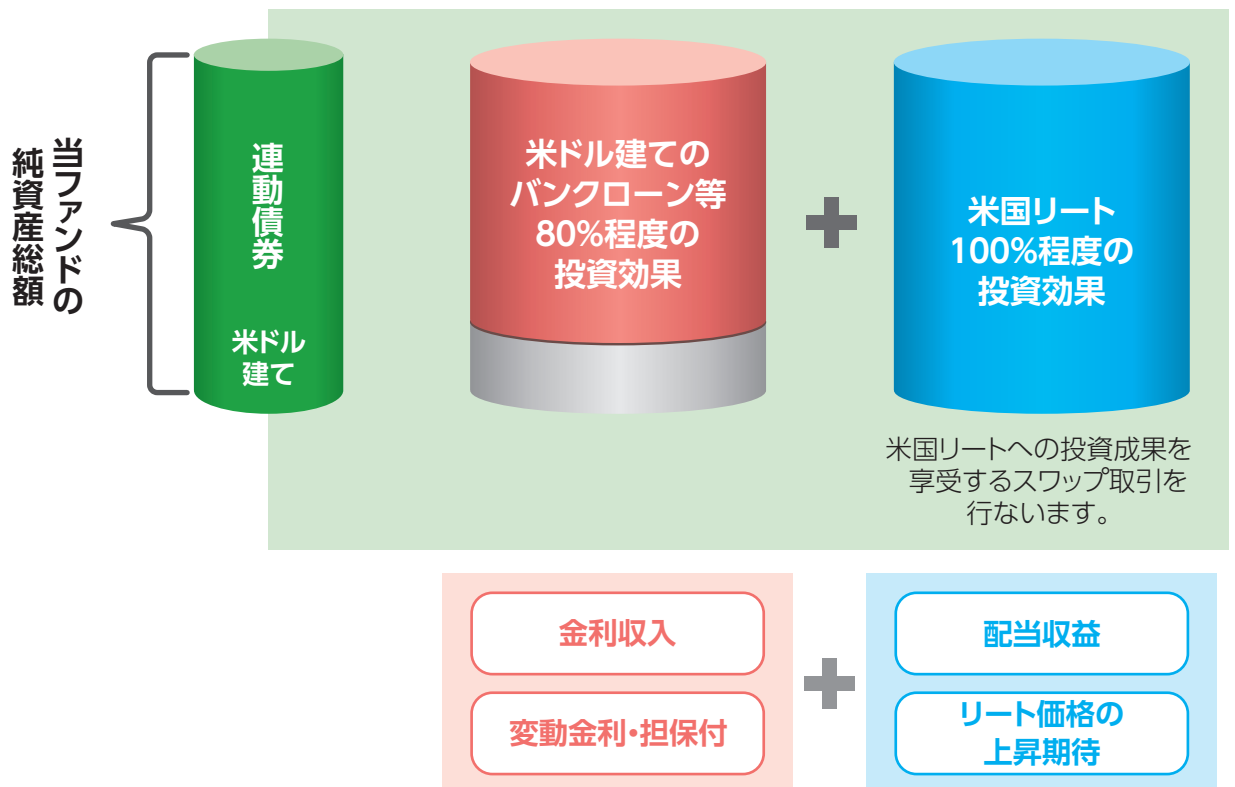 当ファンドの
純資産総額
連動債券
米ドル
建て
米ドル建ての
バンクローン等
80%程度の
投資効果
米国リート
100%程度の
投資効果
米国リートへの投資成果を
享受するスワップ取引を
行ないます。
金利収入
変動金利・担保付
配当収益
リート価格の
上昇期待